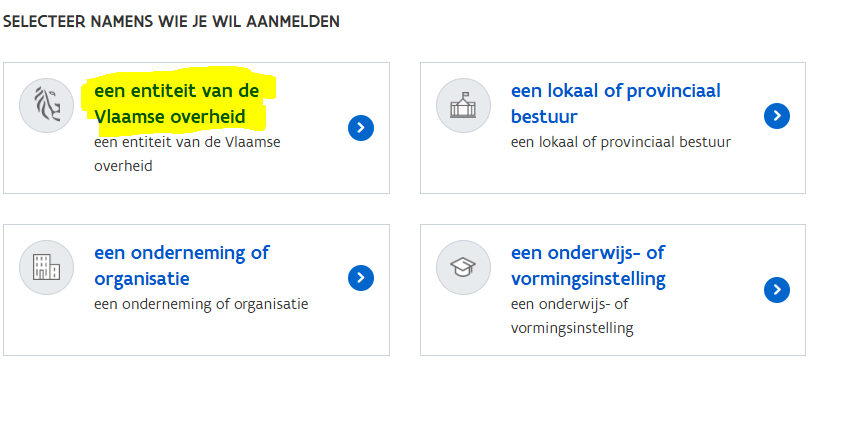 SELECTEER NAMENS WIE JE WIL AANMELDEN
een entiteit van de
Vlaamse overheid
een entiteit van de Vlaamse
overheid
een lokaal of provinciaal
bestuur
een lokaal of provinciaal bestuur
een onderneming of
organisatie
een onderneming of organisatie
een onderwijs- of
vormingsinstelling
een onderwijs- of
vormingsinstelling